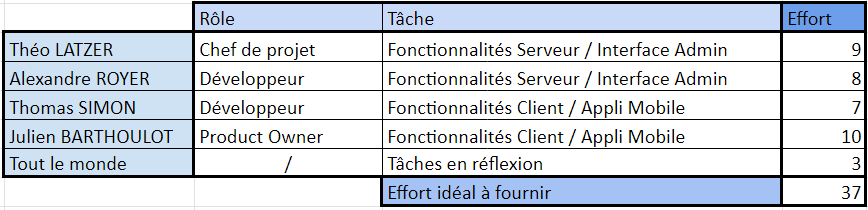 Rôle Tâche Effort
Théo LATZER Chef de projet Fonctionnalités Serveur / Interface Admin 9
Alexandre ROYER Développeur Fonctionnalités Serveur / Interface Admin 8
Thomas SIMON Développeur Fonctionnalités Client / Appli Mobile 7
Julien BARTHOULOT Product Owner Fonctionnalités Client / Appli Mobile 10
Tout le monde / Tâches en réflexion 3
Effort idéal à fournir 37